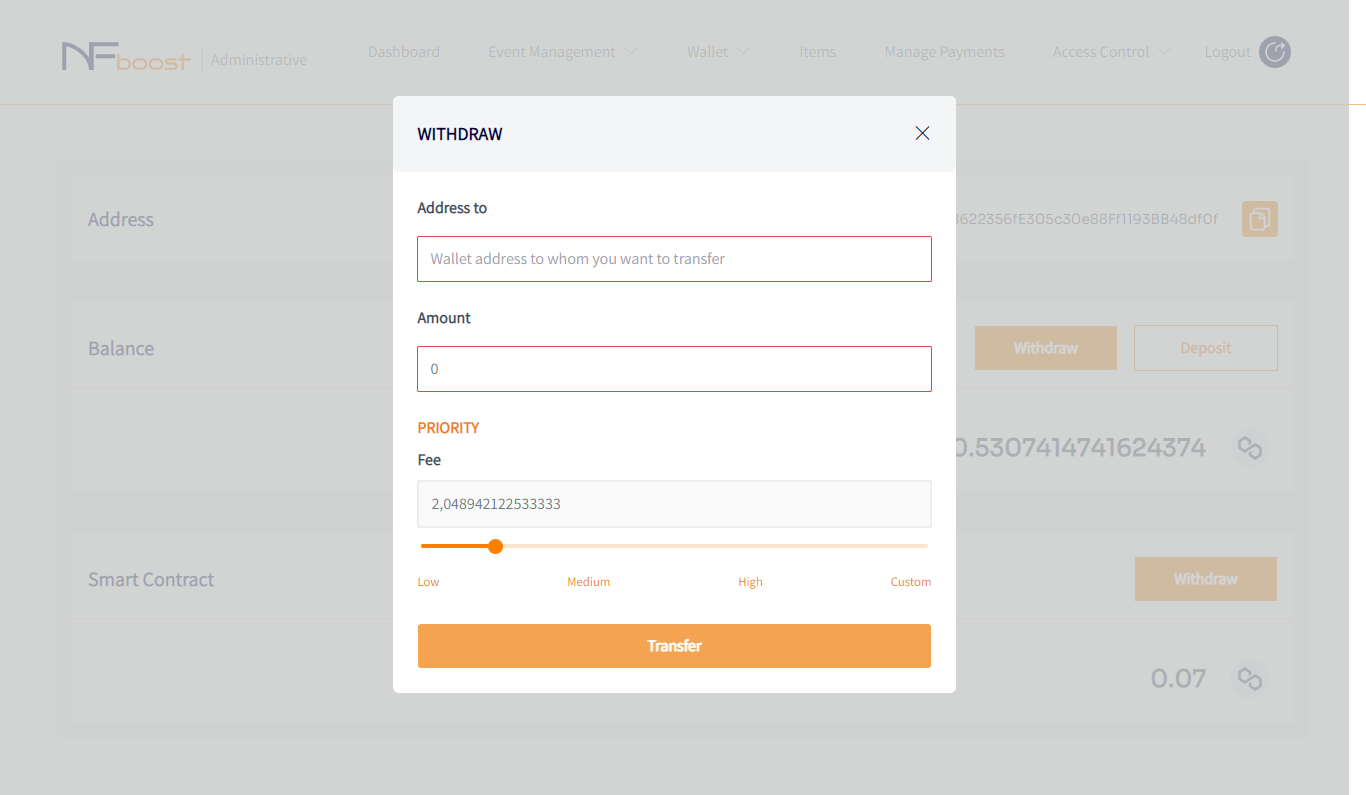 NFboost Administrative Dashboard Event Management Wallet Items Manage Payments Access Control Logout
WITHDRAW
Address to
Wallet address to whom you want to transfer
Address
Amount
0
Balance
Withdraw Deposit
PRIORITY
0.5307414741624374
Fee
2,048942122533333
Low Medium High Custom
Smart Contract
Withdraw
Transfer
0.07